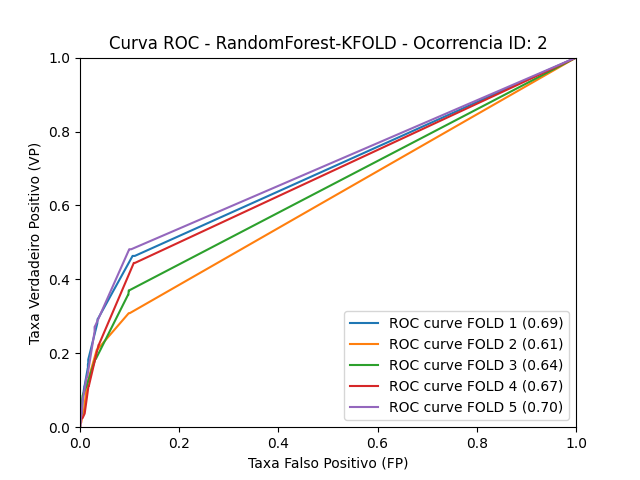 Curva ROC - RandomForest-KFOLD - Ocorrencia ID: 2
Taxa Verdadeiro Positivo (VP)
1.0
0.8
0.6
0.4
0.2
0.0
ROC curve FOLD 1 (0.69)
ROC curve FOLD 2 (0.61)
ROC curve FOLD 3 (0.64)
ROC curve FOLD 4 (0.67)
ROC curve FOLD 5 (0.70)
0.0 0.2 0.4 0.6 0.8 1.0
Taxa Falso Positivo (FP)